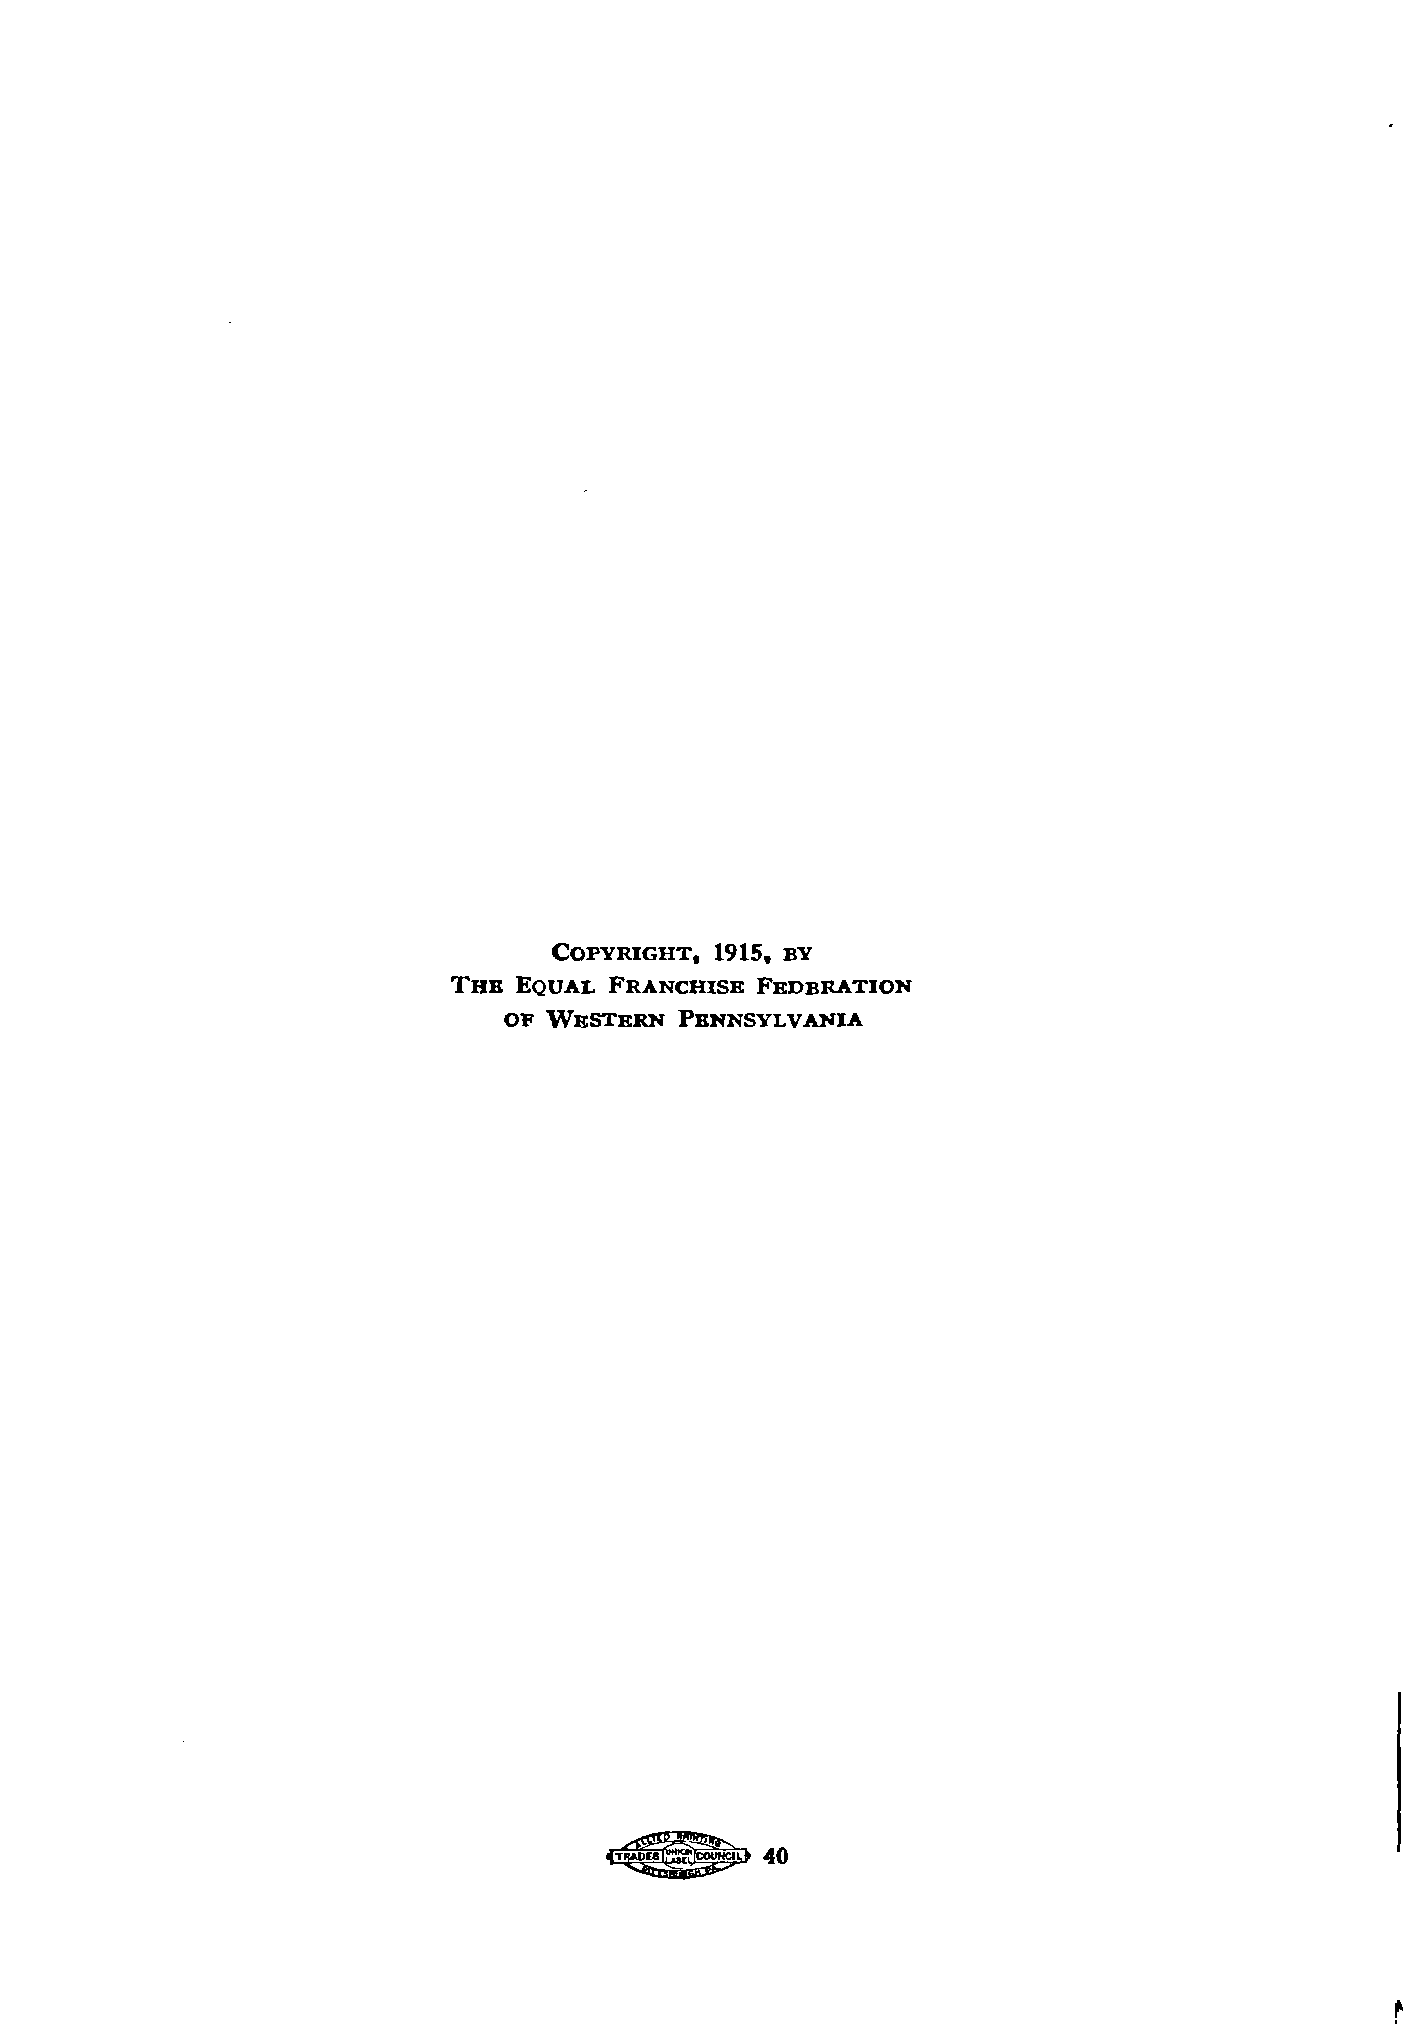 COPYRIGHT, 1915, BY
THE EQUAL FRANCHISE FEDERATION
OF WESTERN PENNSYLVANIA
ALLIED PRINTING
TRADES UNION LABEL COUNCIL 40
PITTSBURGH PA.